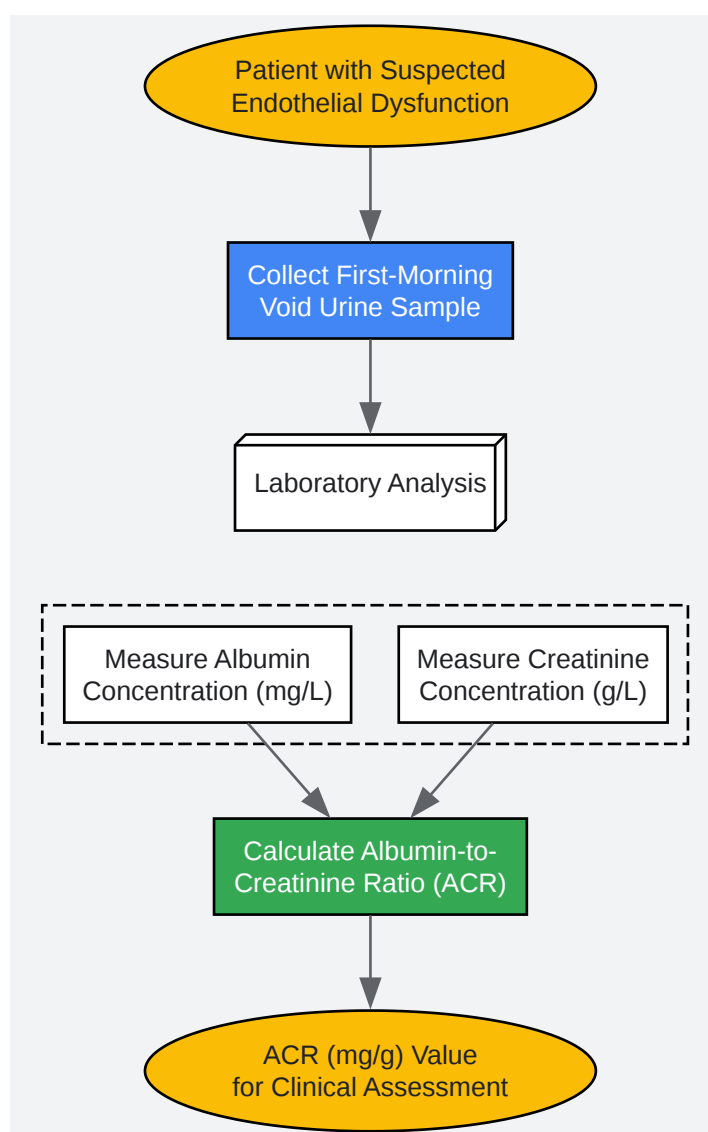 Patient with Suspected
Endothelial Dysfunction
Collect First-Morning
Void Urine Sample
Laboratory Analysis
Measure Albumin
Concentration (mg/L)
Measure Creatinine
Concentration (g/L)
Calculate Albumin-to-
Creatinine Ratio (ACR)
ACR (mg/g) Value
for Clinical Assessment